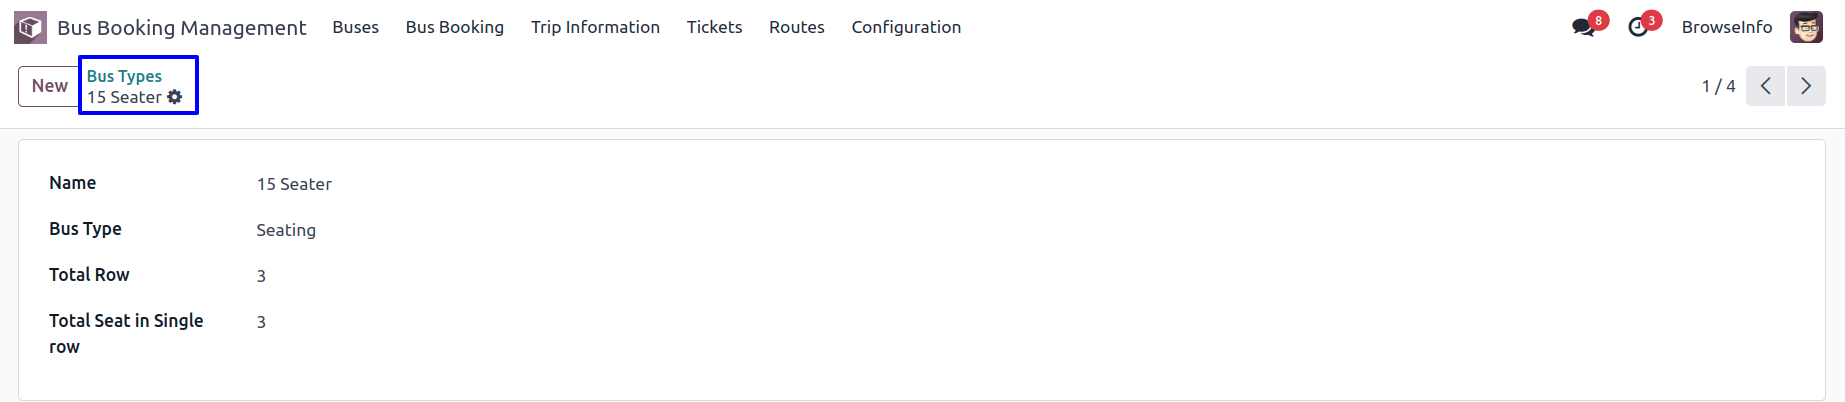 Bus Booking Management Buses Bus Booking Trip Information Tickets Routes Configuration 8 3 BrowseInfo
New Bus Types 1 / 4
15 Seater
Name 15 Seater
Bus Type Seating
Total Row 3
Total Seat in Single 3
row